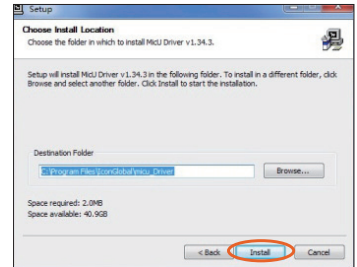 Setup
Choose Install Location
Choose the folder in which to install MicU Driver v1.34.3.
Setup will install MicU Driver v1.34.3 in the following folder. To install in a different folder, click
Browse and select another folder. Click Install to start the installation.
Destination Folder
C:\Program Files\IconGlobal\micu_Driver
Browse...
Space required: 2.0MB
Space available: 40.9GB
< Back Install Cancel